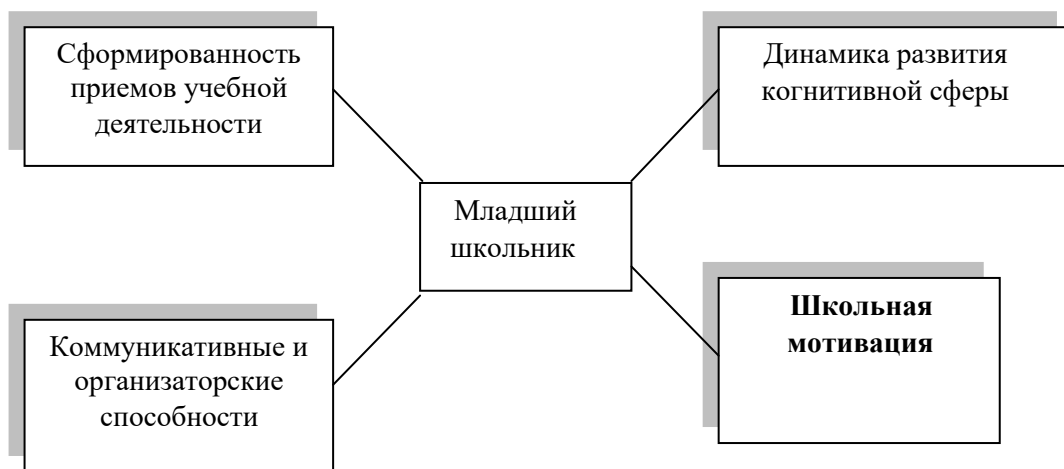 Сформированность
приемов учебной
деятельности
Динамика развития
когнитивной сферы
Младший
школьник
Коммуникативные и
организаторские
способности
Школьная
мотивация